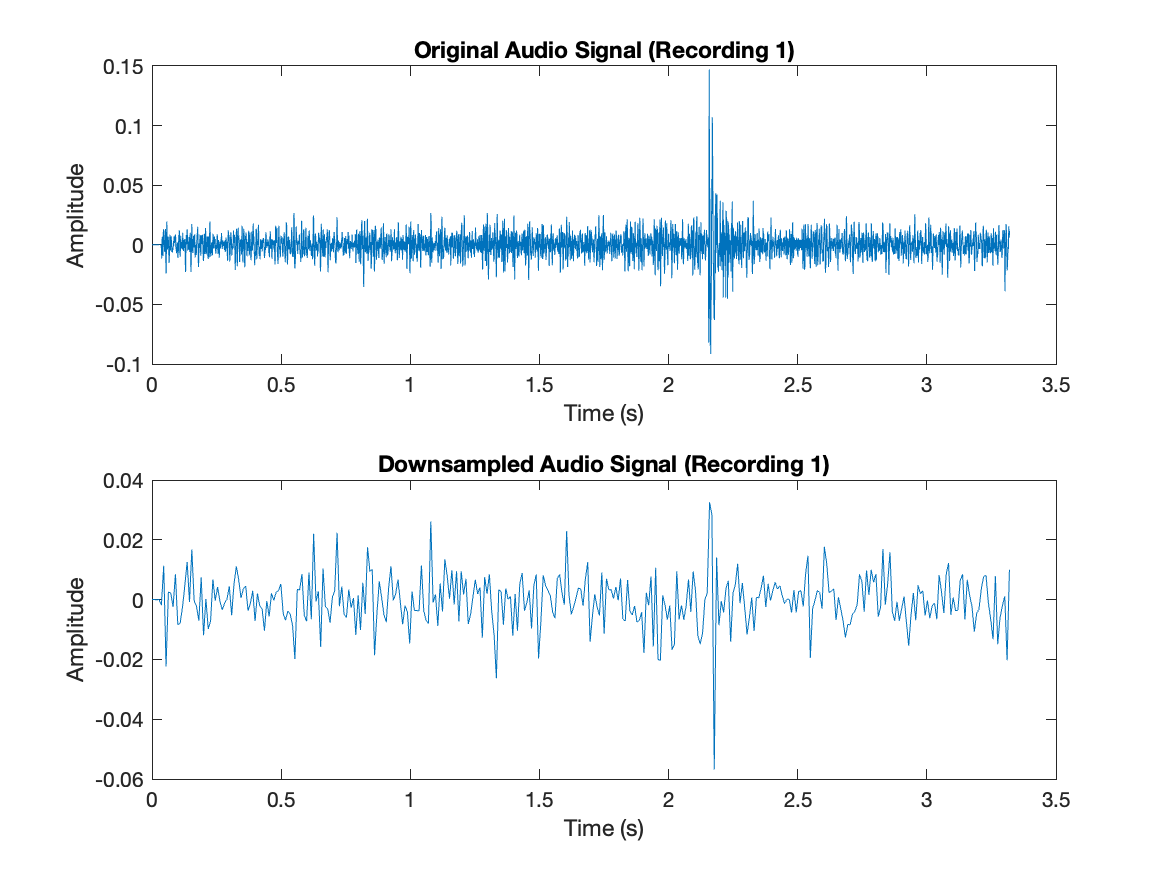 Original Audio Signal (Recording 1)
0.15
0.1
0.05
0
-0.05
-0.1
Amplitude
0 0.5 1 1.5 2 2.5 3 3.5
Time (s)
Downsampled Audio Signal (Recording 1)
0.04
0.02
0
-0.02
-0.04
-0.06
Amplitude
0 0.5 1 1.5 2 2.5 3 3.5
Time (s)